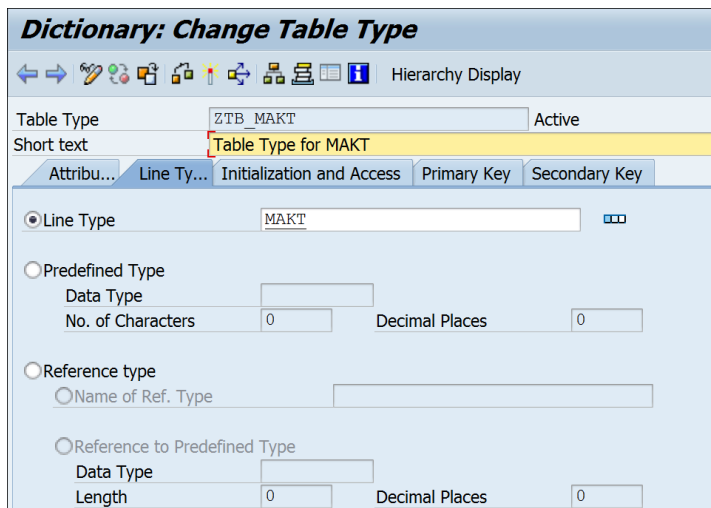 Dictionary: Change Table Type
Hierarchy Display
Table Type ZTB_MAKT Active
Short text Table Type for MAKT
Attribu... Line Ty... Initialization and Access Primary Key Secondary Key
Line Type MAKT
Predefined Type
Data Type
No. of Characters 0 Decimal Places 0
Reference type
Name of Ref. Type
Reference to Predefined Type
Data Type
Length 0 Decimal Places 0